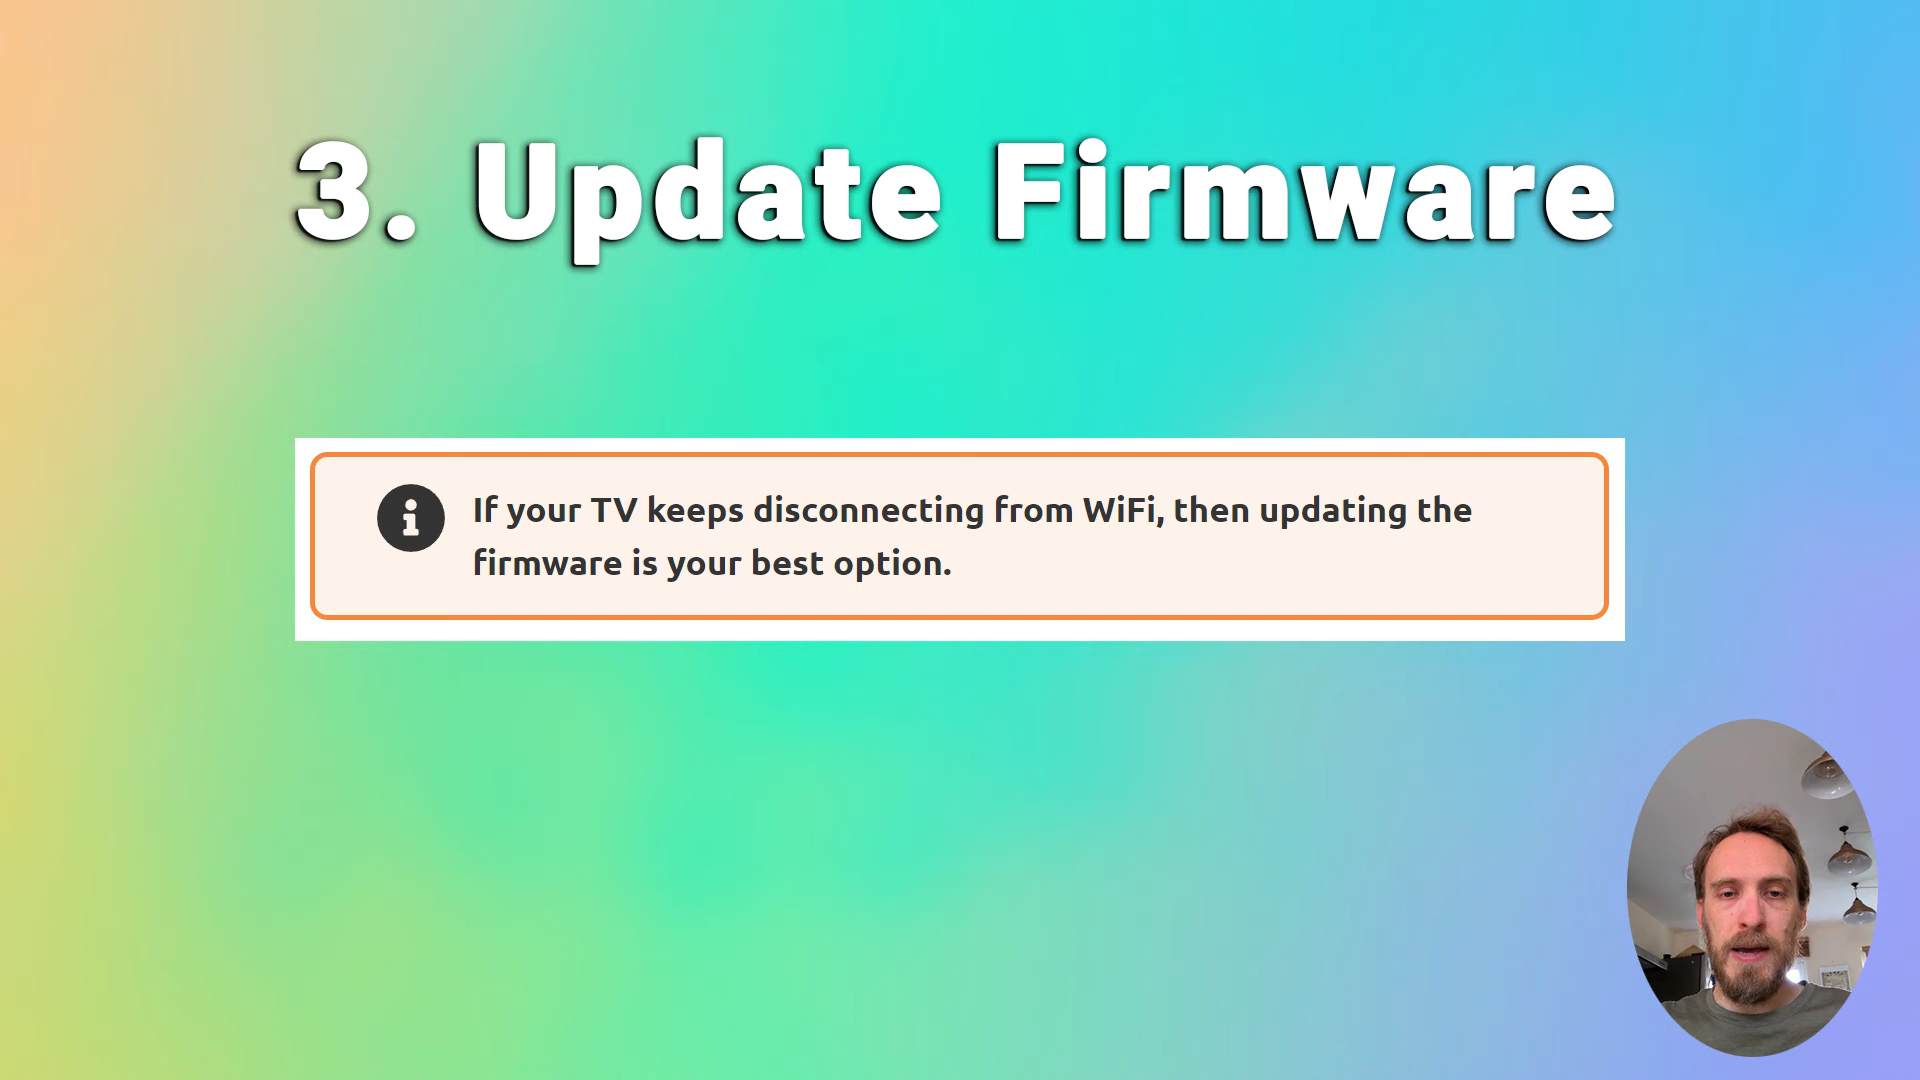 3. Update Firmware
If your TV keeps disconnecting from WiFi, then updating the
firmware is your best option.